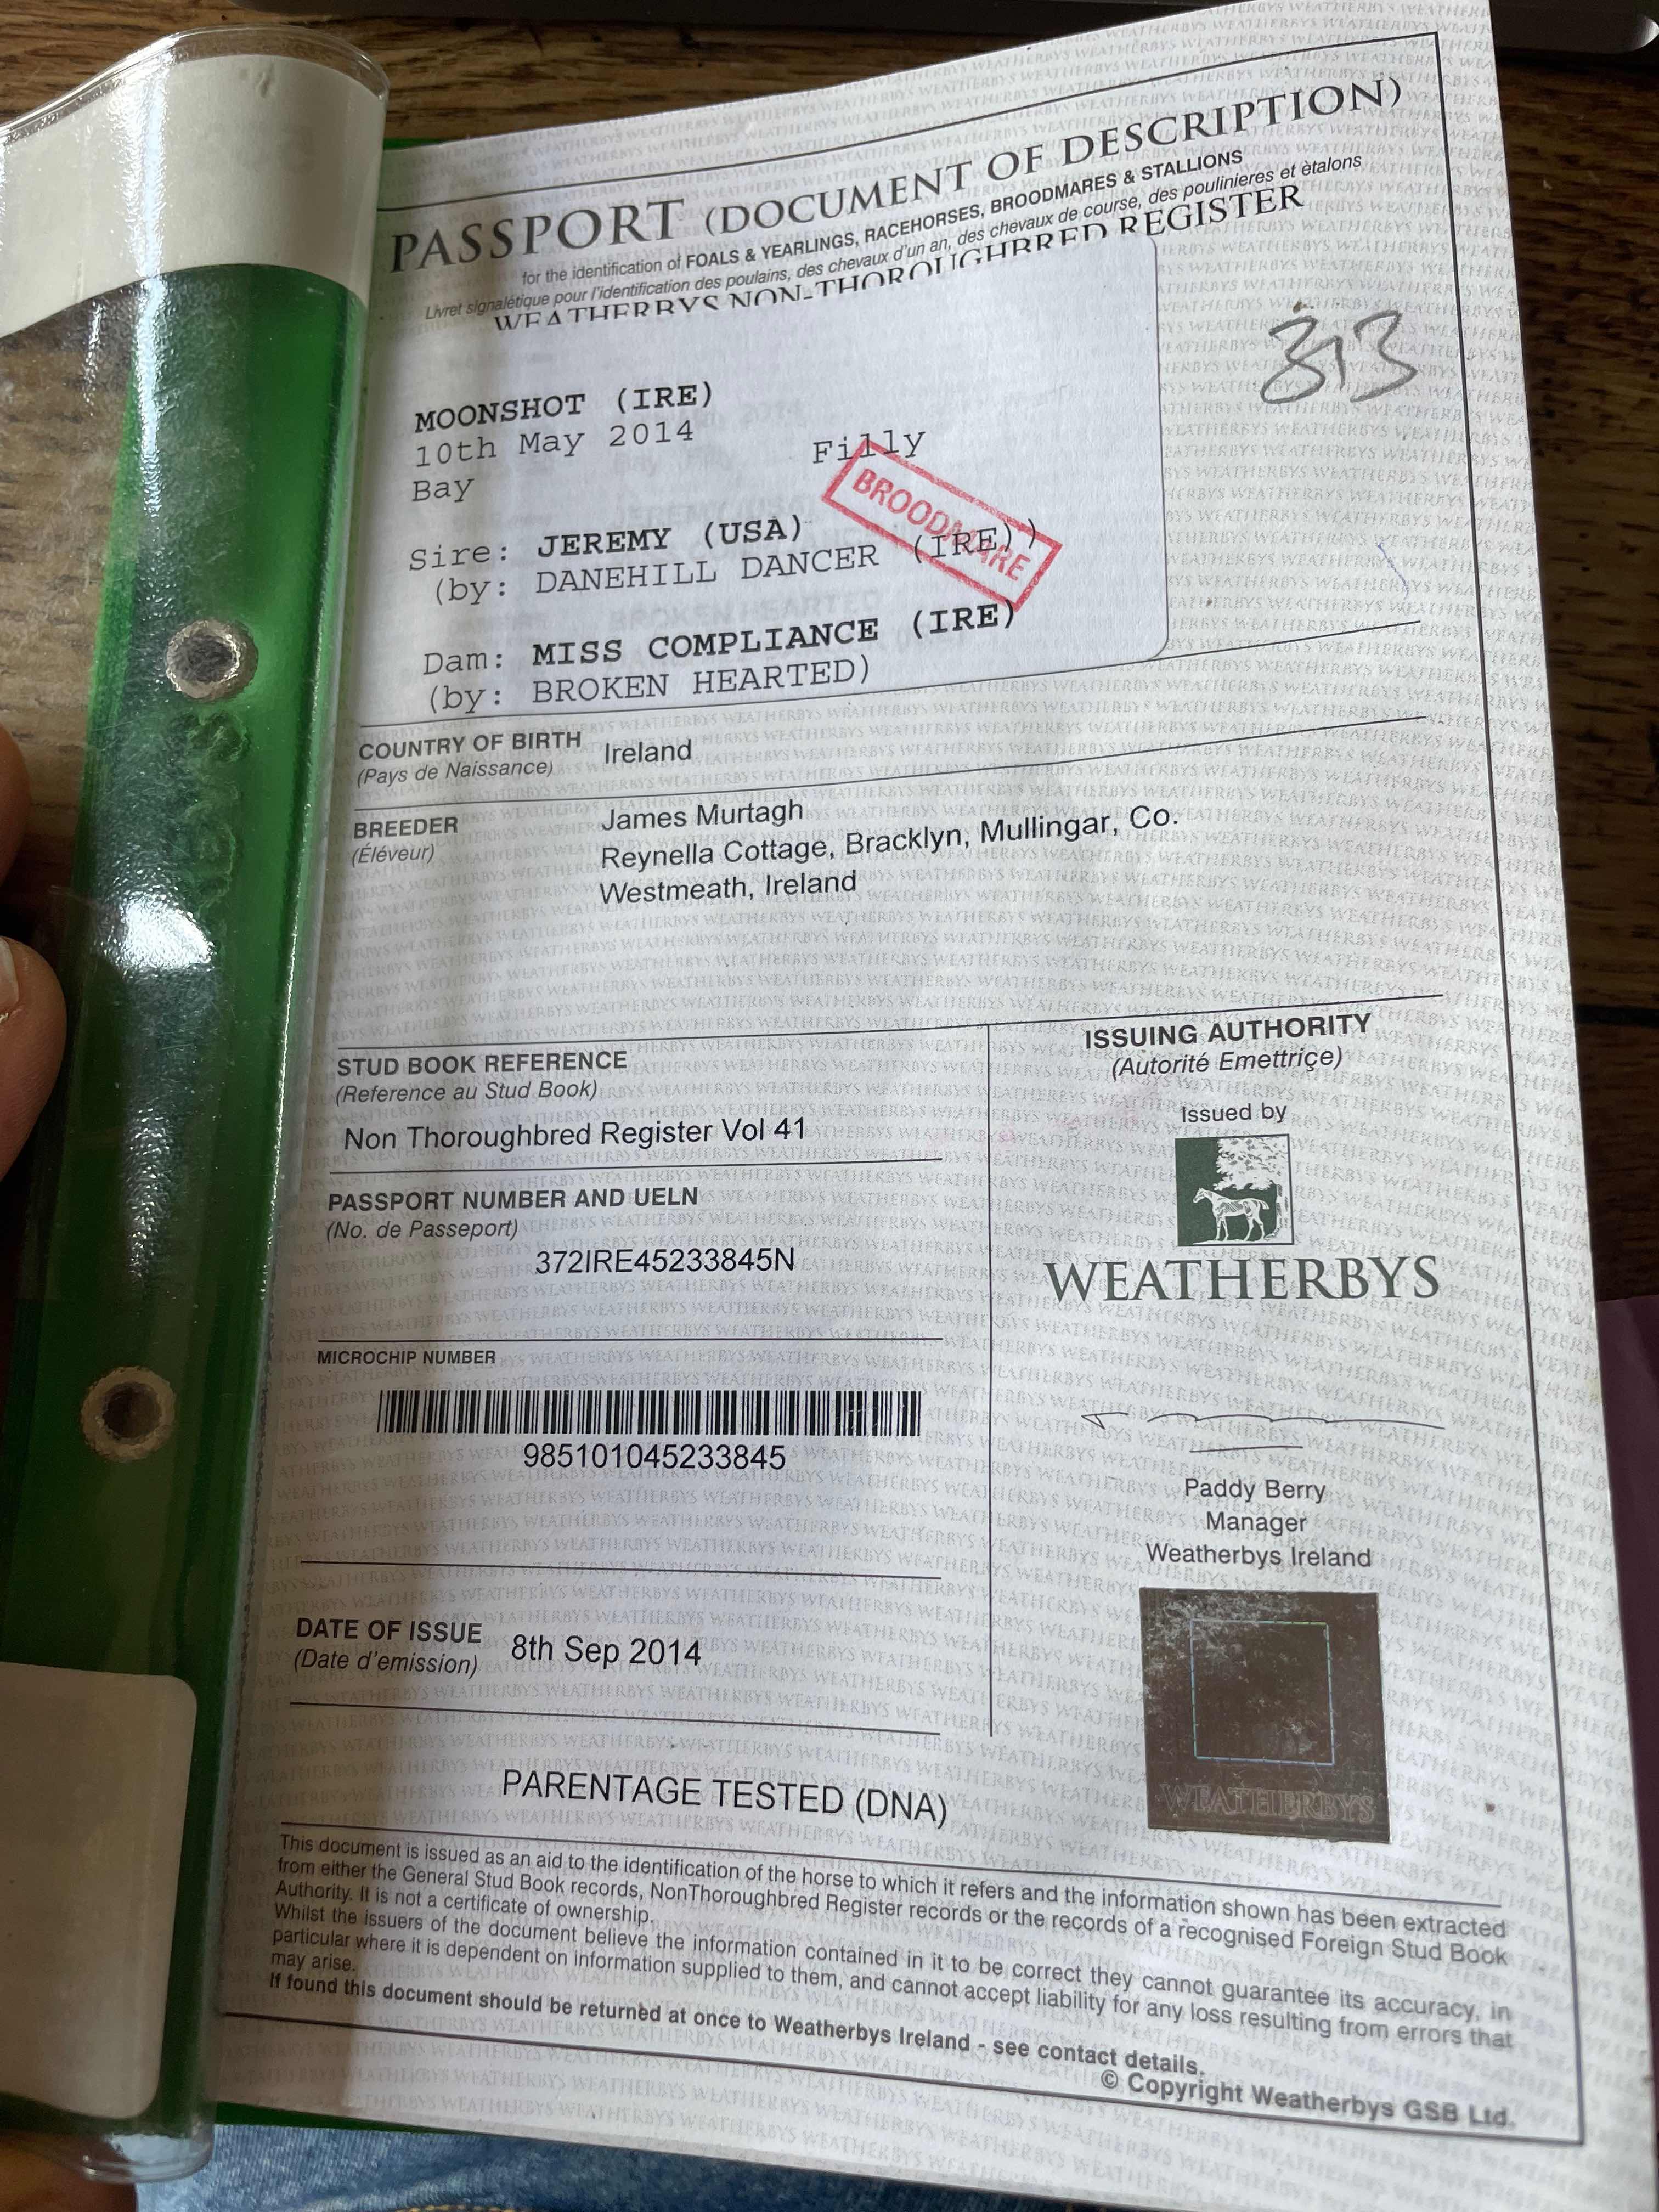 PASSPORT (DOCUMENT OF DESCRIPTION)
for the identification of FOALS & YEARLINGS, RACEHORSES, BROODMARES & STALLIONS
Livret signalétique pour l'identification des poulains, des chevaux d'un an, des chevaux de course, des poulinieres et ètalons
WEATHERBYS NON-THOROUGHBRED REGISTER
313
MOONSHOT (IRE)
10th May 2014 Filly
Bay
BROODMARE
Sire: JEREMY (USA)
(by: DANEHILL DANCER (IRE))
Dam: MISS COMPLIANCE (IRE)
(by: BROKEN HEARTED)
COUNTRY OF BIRTH Ireland
(Pays de Naissance)
BREEDER James Murtagh
(Éléveur) Reynella Cottage, Bracklyn, Mullingar, Co.
Westmeath, Ireland
STUD BOOK REFERENCE
(Reference au Stud Book)
Non Thoroughbred Register Vol 41
PASSPORT NUMBER AND UELN
(No. de Passeport)
372IRE45233845N
MICROCHIP NUMBER
985101045233845
DATE OF ISSUE 8th Sep 2014
(Date d'emission)
ISSUING AUTHORITY
(Autorité Emettriçe)
Issued by
WEATHERBYS
Paddy Berry
Manager
Weatherbys Ireland
WEATHERBYS
PARENTAGE TESTED (DNA)
This document is issued as an aid to the identification of the horse to which it refers and the information shown has been extracted
from either the General Stud Book records, NonThoroughbred Register records or the records of a recognised Foreign Stud Book
Authority. It is not a certificate of ownership.
Whilst the issuers of the document believe the information contained in it to be correct they cannot guarantee its accuracy, in
particular where it is dependent on information supplied to them, and cannot accept liability for any loss resulting from errors that
may arise.
If found this document should be returned at once to Weatherbys Ireland - see contact details.
© Copyright Weatherbys GSB Ltd.